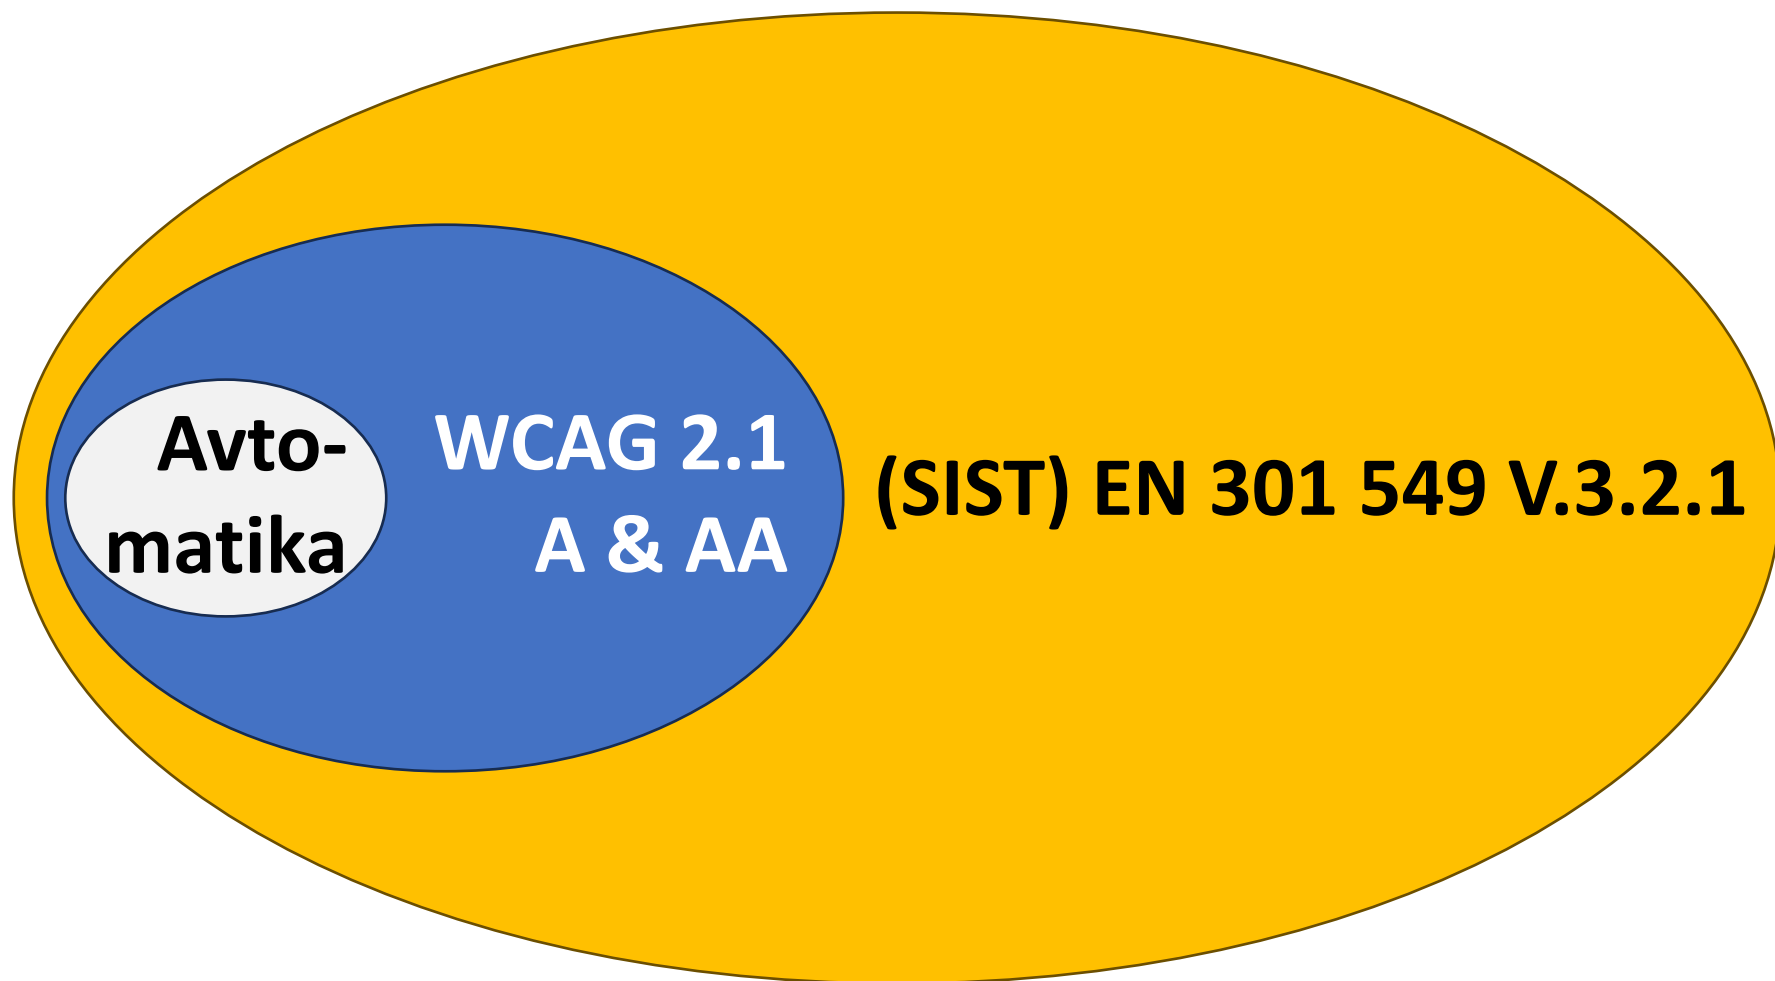 Avto-
matika
WCAG 2.1
A & AA
(SIST) EN 301 549 V.3.2.1